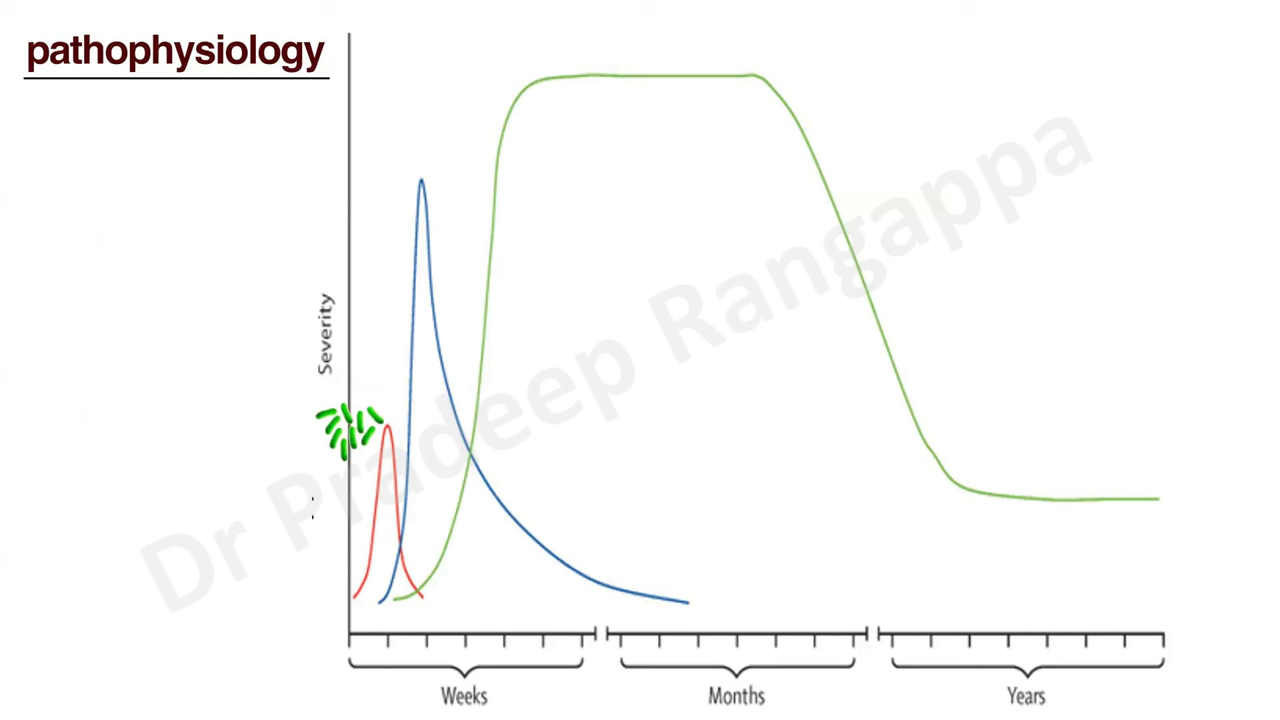 pathophysiology
Dr Pradeep Rangappa
Severity
Weeks
Months
Years